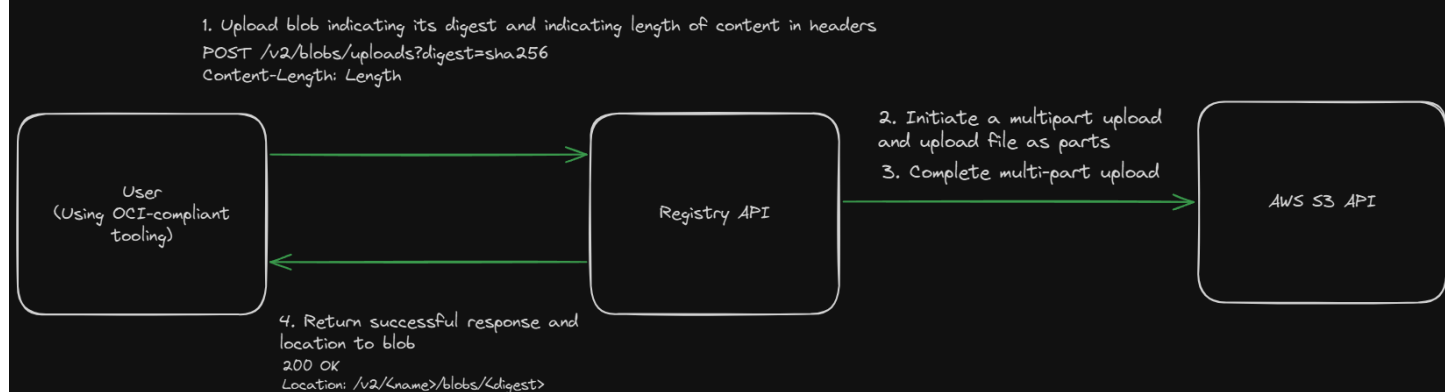 1. Upload blob indicating its digest and indicating length of content in headers
POST /v2/blobs/uploads?digest=sha256
Content-Length: Length
User
(Using OCI-compliant
tooling)
Registry API
2. Initiate a multipart upload
and upload file as parts
3. Complete multi-part upload
AWS S3 API
4. Return successful response and
location to blob
200 OK
Location: /v2/<name>/blobs/<digest>